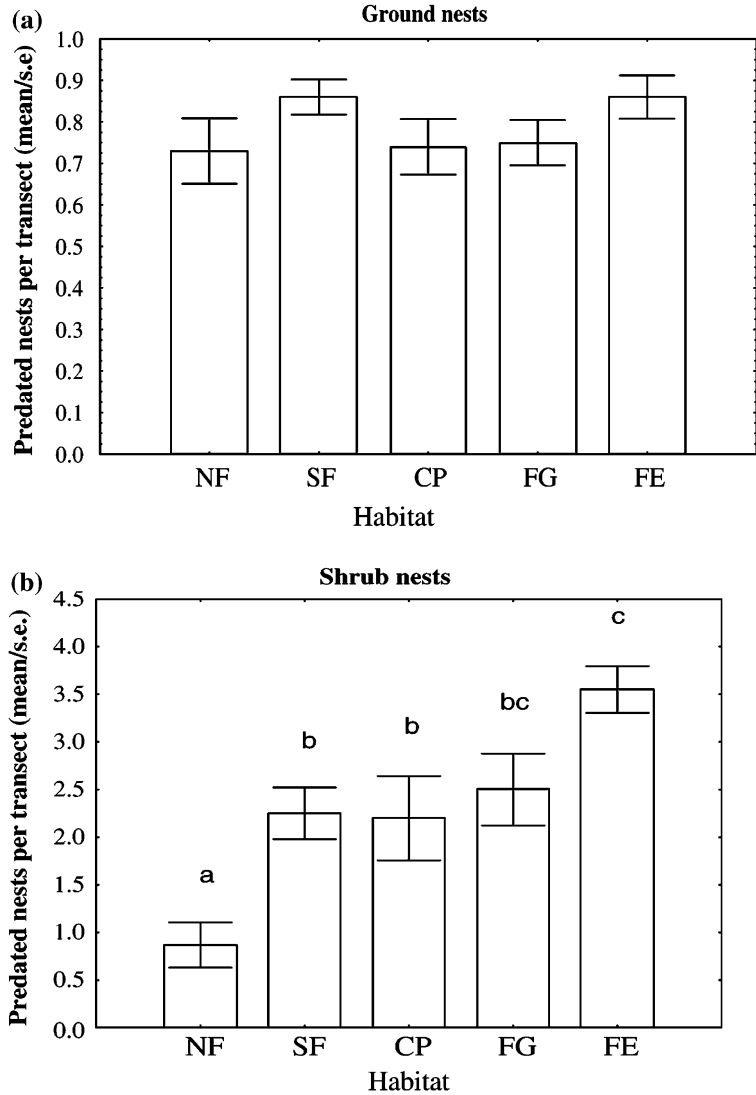 (a)
Ground nests
Predated nests per transect (mean/s.e)
1.0
0.9
0.8
0.7
0.6
0.5
0.4
0.3
0.2
0.1
0.0
NF SF CP FG FE
Habitat
(b)
Shrub nests
Predated nests per transect (mean/s.e.)
4.5
4.0
3.5
3.0
2.5
2.0
1.5
1.0
0.5
0.0
a
b
b
bc
c
NF SF CP FG FE
Habitat